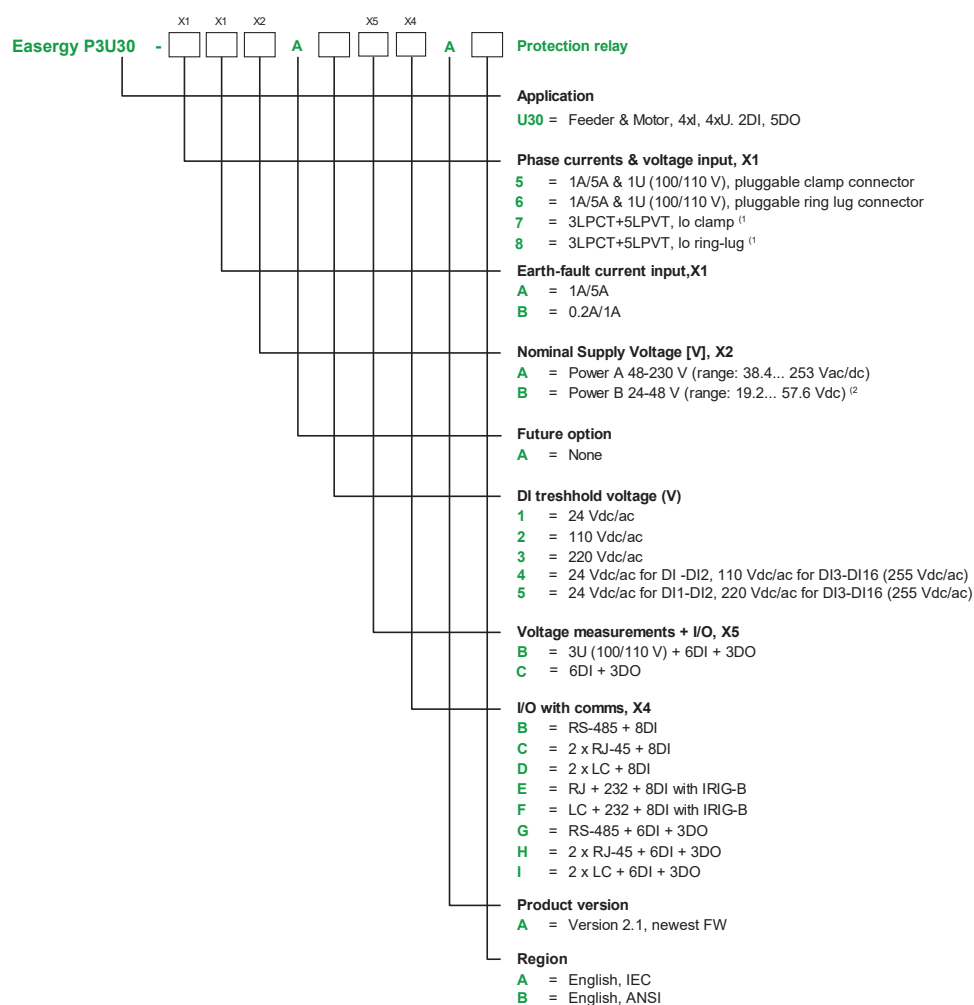 X1 X1 X2 X5 X4
Easergy P3U30 - A A Protection relay
Application
U30 = Feeder & Motor, 4xI, 4xU. 2DI, 5DO
Phase currents & voltage input, X1
5 = 1A/5A & 1U (100/110 V), pluggable clamp connector
6 = 1A/5A & 1U (100/110 V), pluggable ring lug connector
7 = 3LPCT+5LPVT, lo clamp (1
8 = 3LPCT+5LPVT, lo ring-lug (1
Earth-fault current input,X1
A = 1A/5A
B = 0.2A/1A
Nominal Supply Voltage [V], X2
A = Power A 48-230 V (range: 38.4... 253 Vac/dc)
B = Power B 24-48 V (range: 19.2... 57.6 Vdc) (2
Future option
A = None
DI treshhold voltage (V)
1 = 24 Vdc/ac
2 = 110 Vdc/ac
3 = 220 Vdc/ac
4 = 24 Vdc/ac for DI -DI2, 110 Vdc/ac for DI3-DI16 (255 Vdc/ac)
5 = 24 Vdc/ac for DI1-DI2, 220 Vdc/ac for DI3-DI16 (255 Vdc/ac)
Voltage measurements + I/O, X5
B = 3U (100/110 V) + 6DI + 3DO
C = 6DI + 3DO
I/O with comms, X4
B = RS-485 + 8DI
C = 2 x RJ-45 + 8DI
D = 2 x LC + 8DI
E = RJ + 232 + 8DI with IRIG-B
F = LC + 232 + 8DI with IRIG-B
G = RS-485 + 6DI + 3DO
H = 2 x RJ-45 + 6DI + 3DO
I = 2 x LC + 6DI + 3DO
Product version
A = Version 2.1, newest FW
Region
A = English, IEC
B = English, ANSI